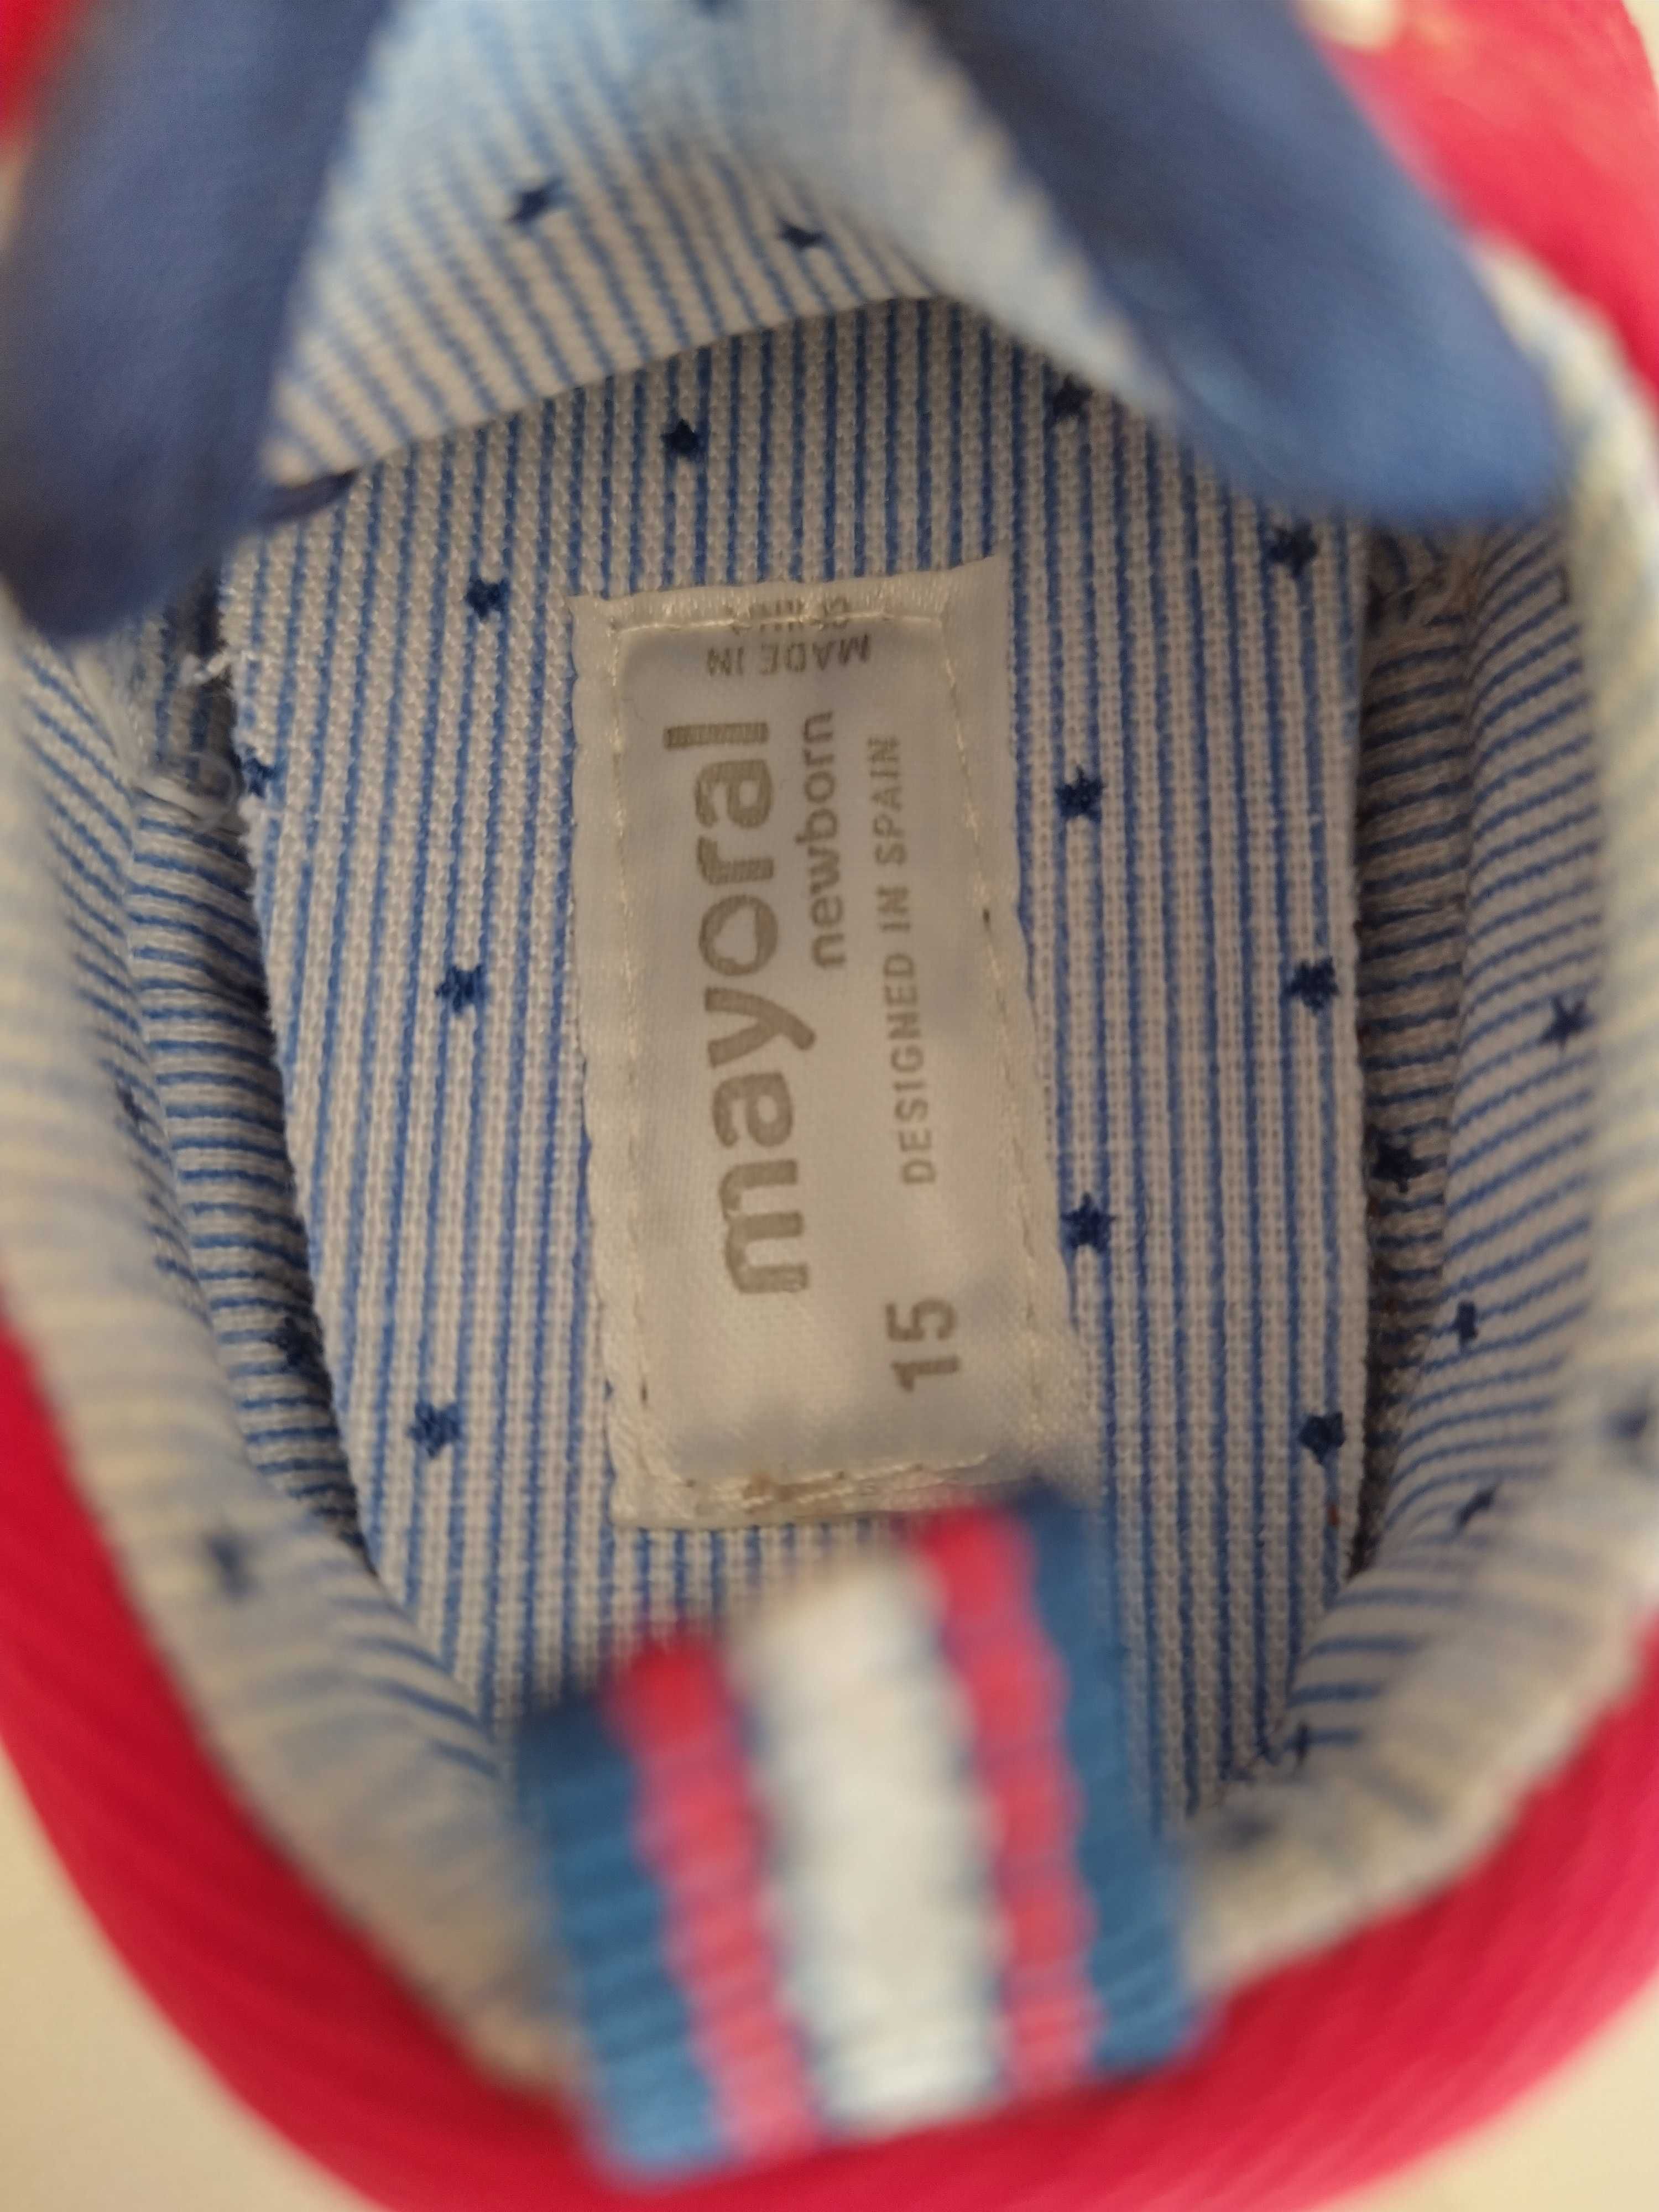 mayoral
newborn
DESIGNED IN SPAIN
15
MADE IN